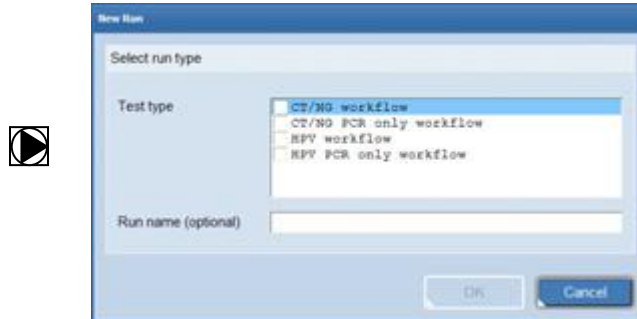 New Run
Select run type
Test type
CT/NG workflow
CT/NG PCR only workflow
HPV workflow
HPV PCR only workflow
Run name (optional)
OK
Cancel